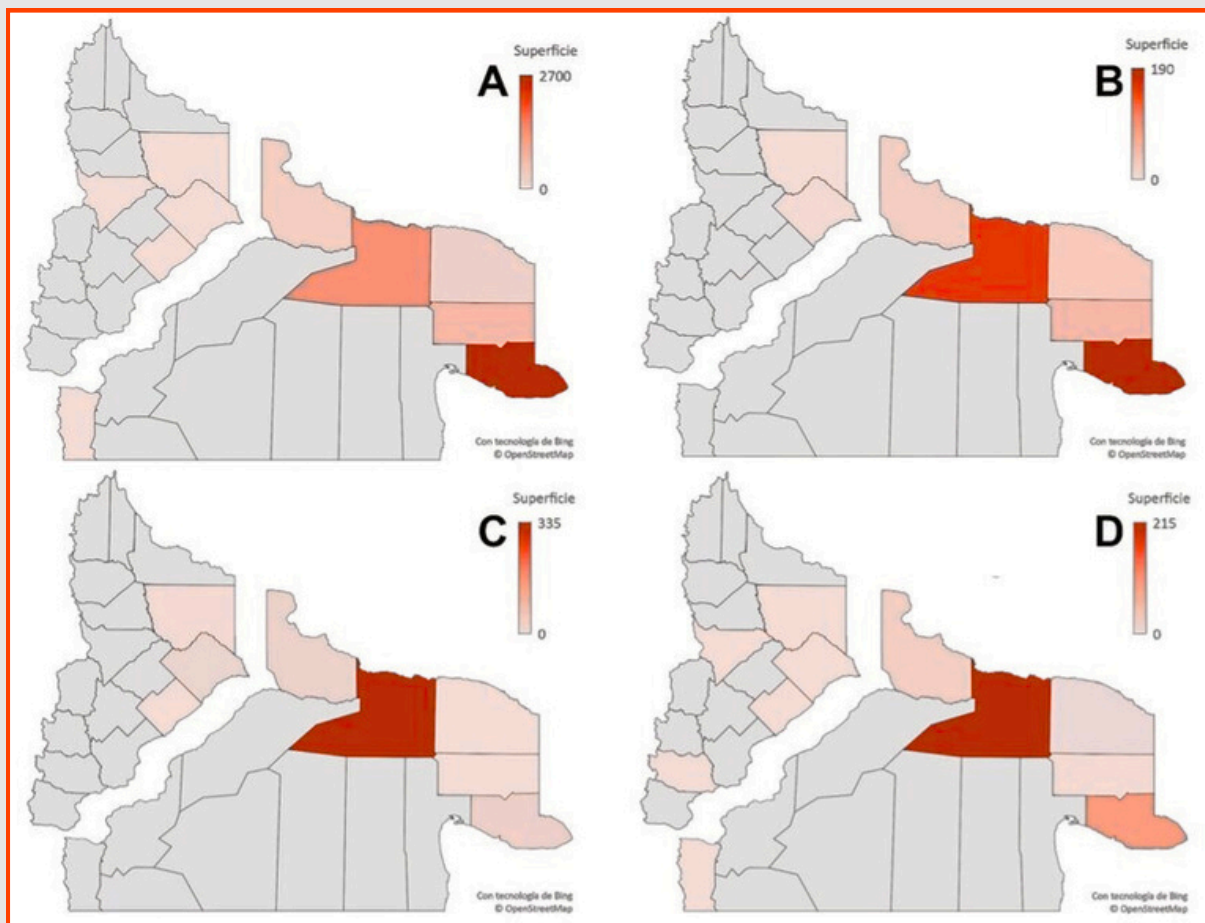 A
Superficie
2700
0
Con tecnología de Bing
© OpenStreetMap
B
Superficie
190
0
Con tecnología de Bing
© OpenStreetMap
C
Superficie
335
0
Con tecnología de Bing
© OpenStreetMap
D
Superficie
215
0
Con tecnología de Bing
© OpenStreetMap